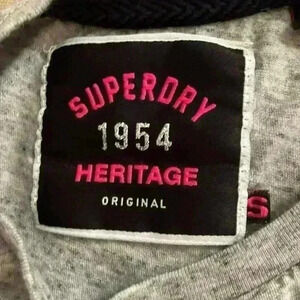 SUPERDRY
1954
HERITAGE
ORIGINAL
S